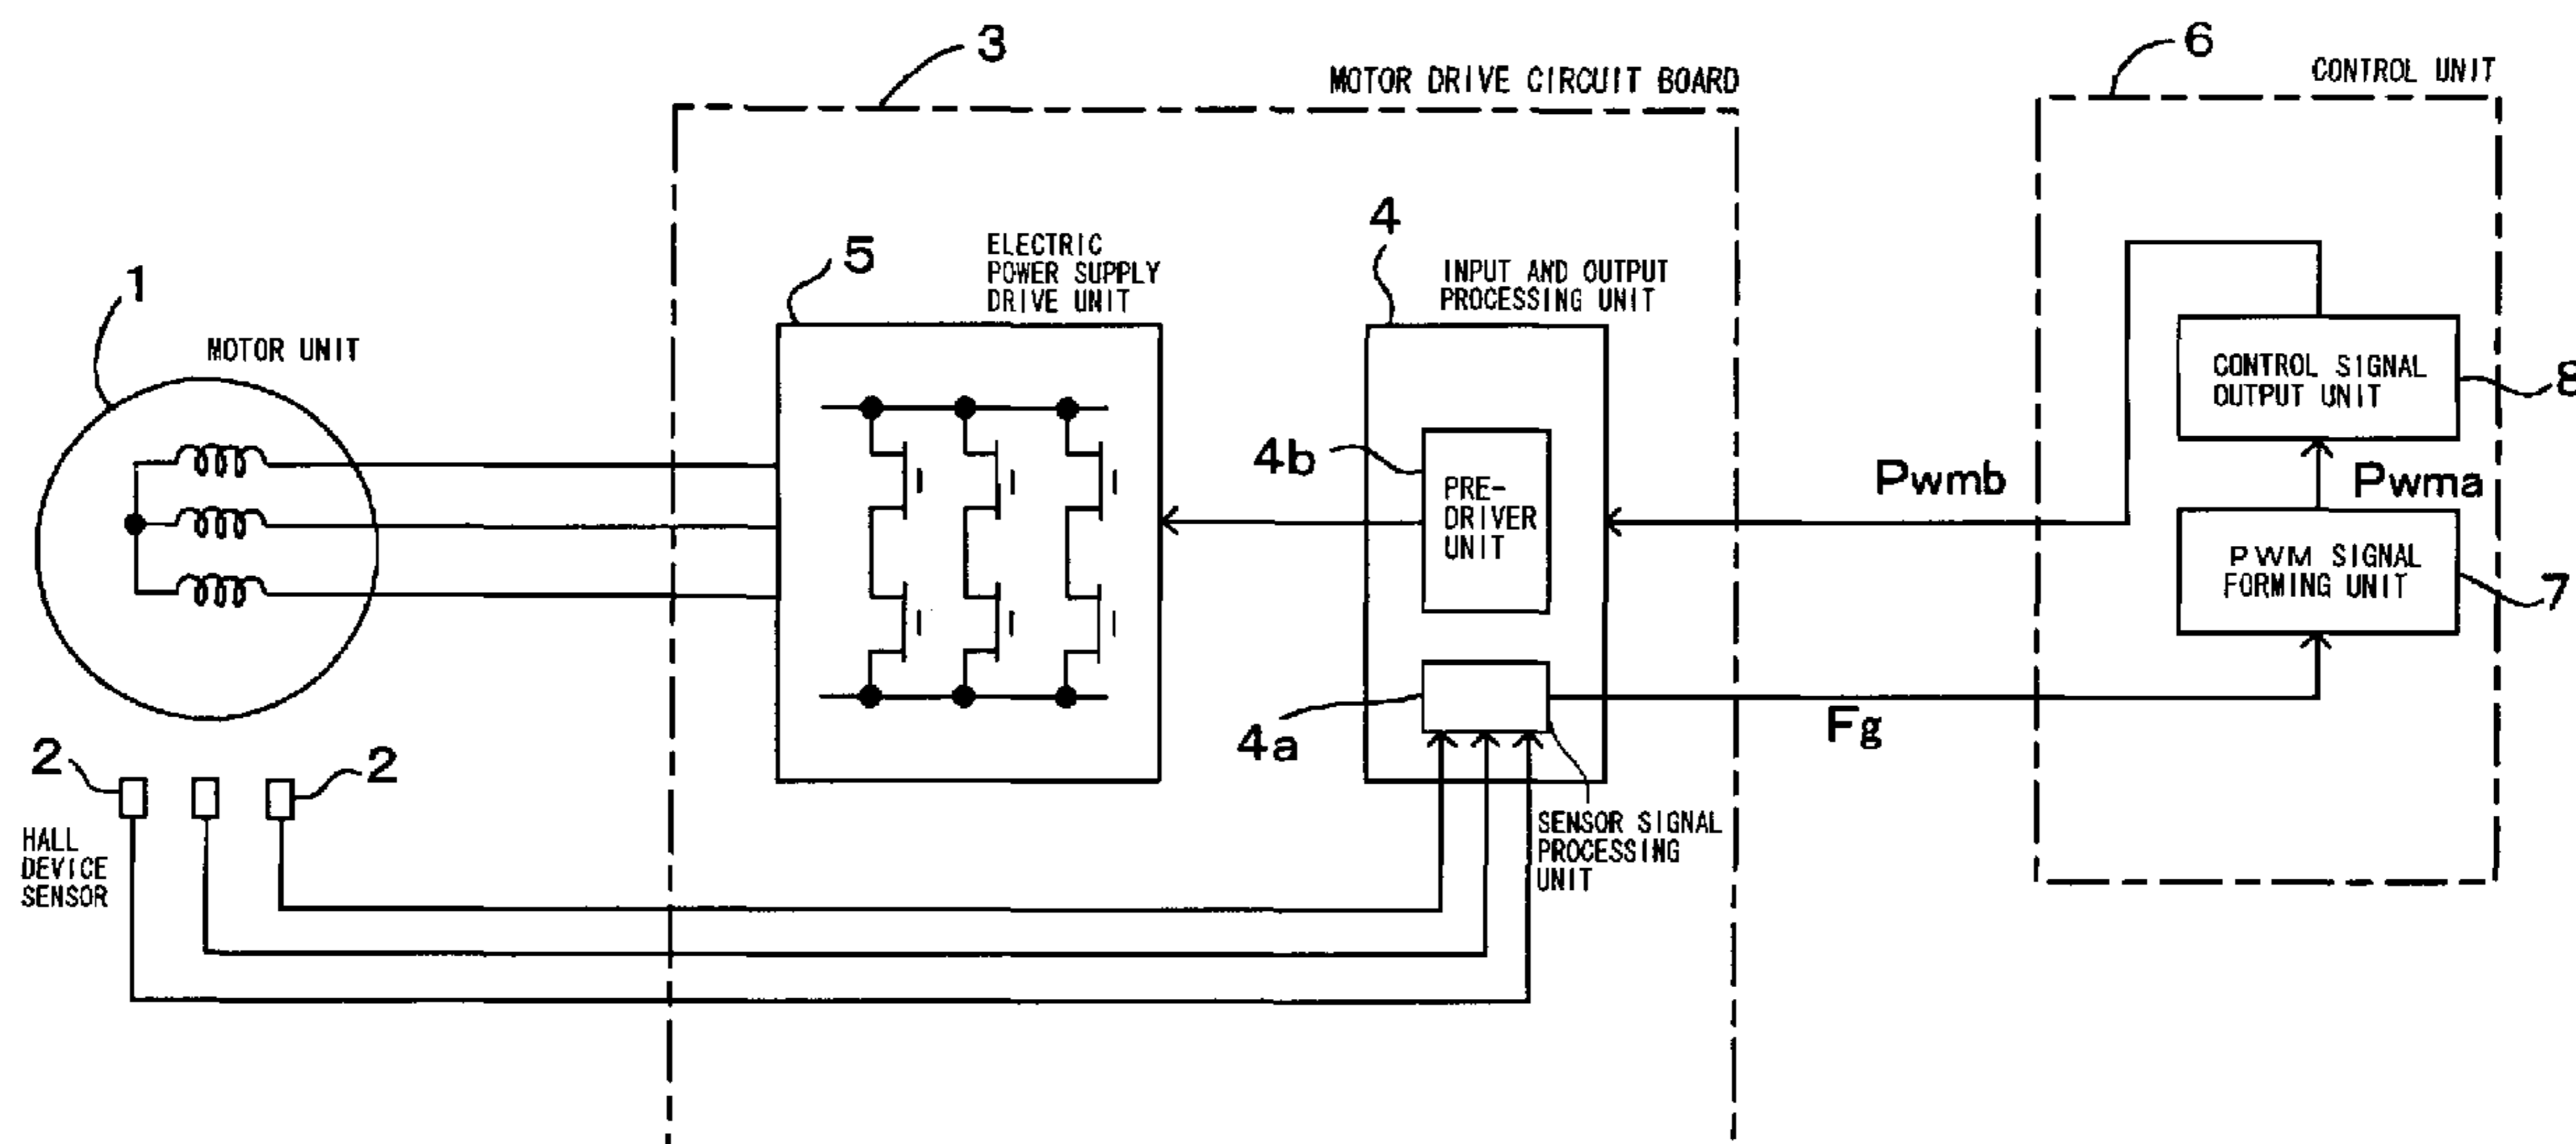 3
6
MOTOR DRIVE CIRCUIT BOARD
CONTROL UNIT
1
MOTOR UNIT
5
ELECTRIC
POWER SUPPLY
DRIVE UNIT
4
INPUT AND OUTPUT
PROCESSING UNIT
4b
PRE-
DRIVER
UNIT
Pwmb
CONTROL SIGNAL
OUTPUT UNIT
8
Pwma
PWM SIGNAL
FORMING UNIT
7
4a
Fg
2
2
HALL
DEVICE
SENSOR
SENSOR SIGNAL
PROCESSING
UNIT